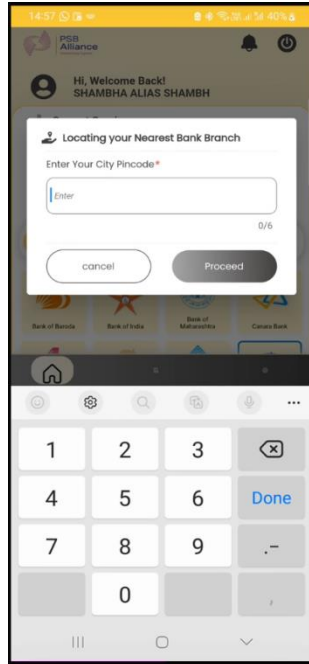 14:57
40%
PSB
Alliance
Hi, Welcome Back!
SHAMBHA ALIAS SHAMBH
Locating your Nearest Bank Branch
Enter Your City Pincode*
Enter
0/6
cancel
Proceed
Bank of Baroda
Bank of India
Bank of
Maharashtra
Canara Bank
1 2 3
4 5 6 Done
7 8 9 .-
0 ,